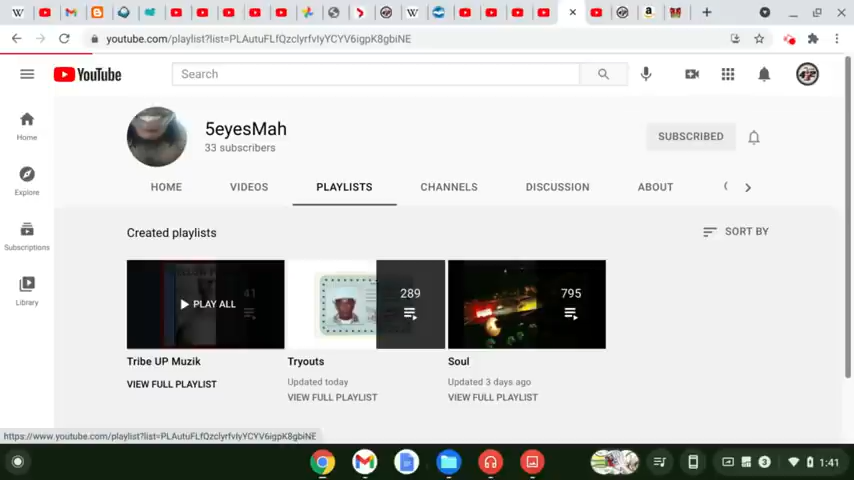 youtube.com/playlist?list=PLAutuFLfQzclyrfvIyYCYV6igpK8gbiNE
YouTube
Search
5eyesMah
33 subscribers
SUBSCRIBED
HOME
VIDEOS
PLAYLISTS
CHANNELS
DISCUSSION
ABOUT
Home
Explore
Subscriptions
Library
Created playlists
SORT BY
41
PLAY ALL
289
795
Tribe UP Muzik
VIEW FULL PLAYLIST
Tryouts
Updated today
VIEW FULL PLAYLIST
Soul
Updated 3 days ago
VIEW FULL PLAYLIST
https://www.youtube.com/playlist?list=PLAutuFLfQzclyrfvIyYCYV6igpK8gbiNE
3
1:41